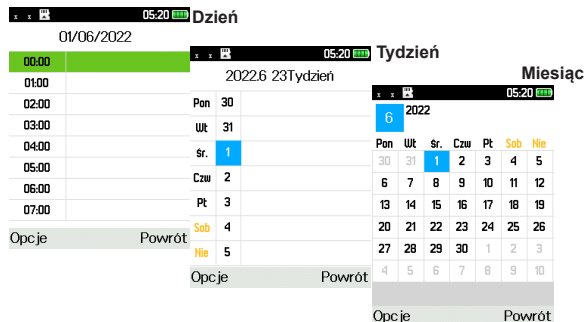 05:20 Dzień
01/06/2022
00:00
01:00
02:00
03:00
04:00
05:00
06:00
07:00
Opcje Powrót
05:20 Tydzień
2022.6 23Tydzień
Pon 30
Wt 31
śr. 1
Czw 2
Pt 3
Sob 4
Nie 5
Opcje Powrót
Miesiąc
05:20
6 2022
Pon Wt śr. Czw Pt Sob Nie
30 31 1 2 3 4 5
6 7 8 9 10 11 12
13 14 15 16 17 18 19
20 21 22 23 24 25 26
27 28 29 30 1 2 3
4 5 6 7 8 9 10
Opcje Powrót